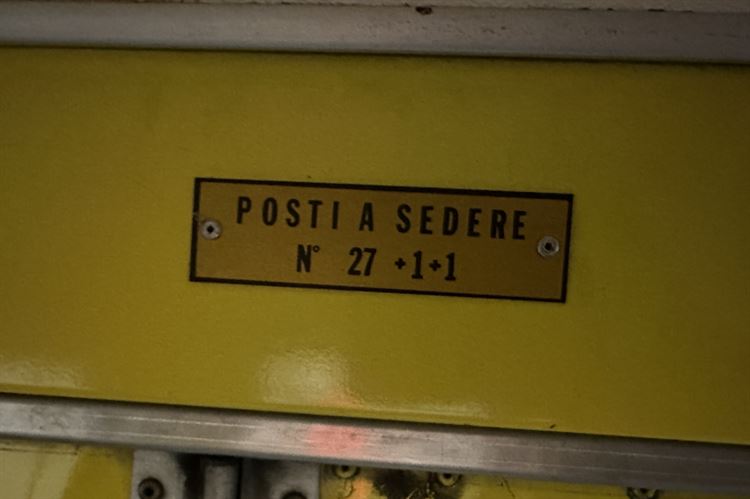 POSTI A SEDERE
N° 27 +1+1